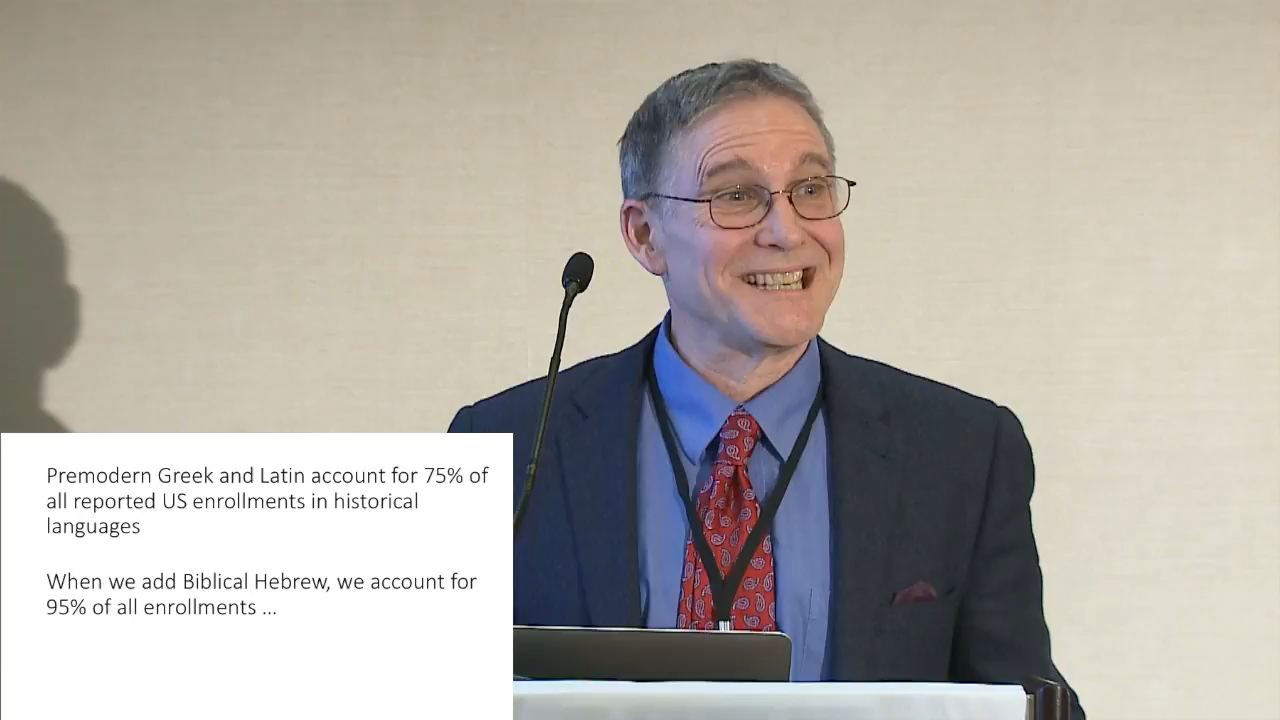 Premodern Greek and Latin account for 75% of
all reported US enrollments in historical
languages
When we add Biblical Hebrew, we account for
95% of all enrollments ...